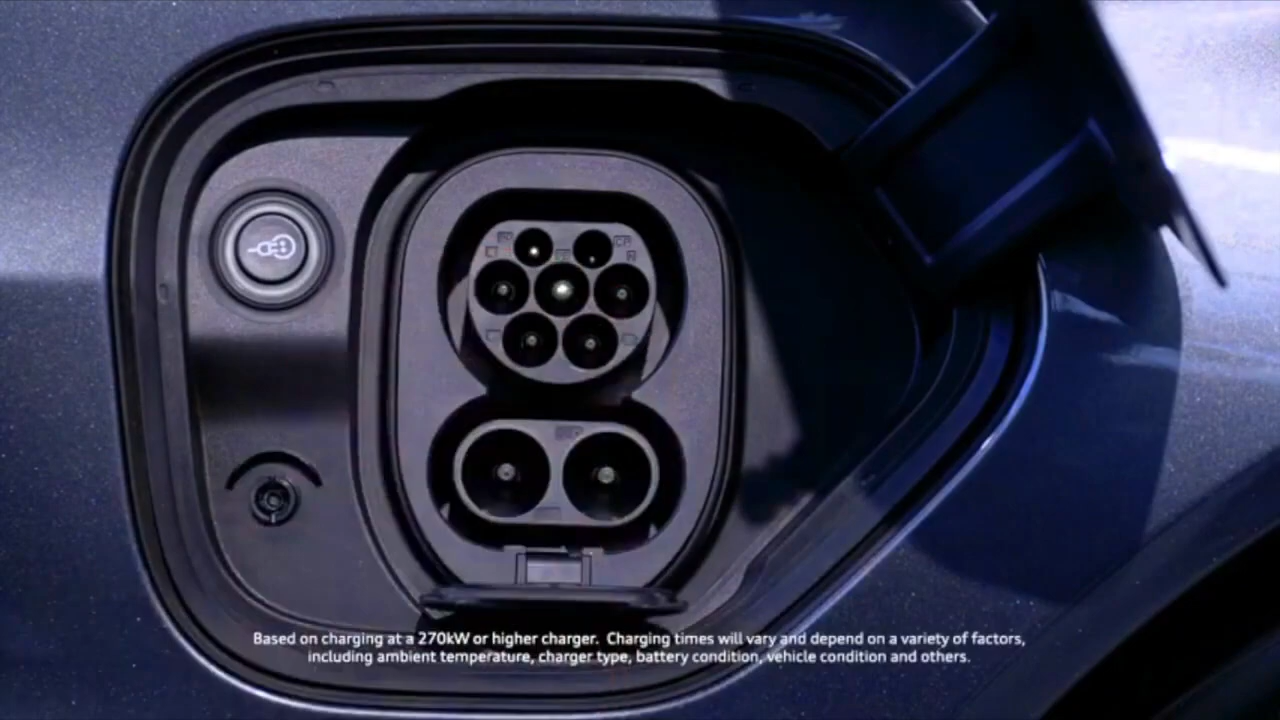 Based on charging at a 270kW or higher charger. Charging times will vary and depend on a variety of factors,
including ambient temperature, charger type, battery condition, vehicle condition and others.